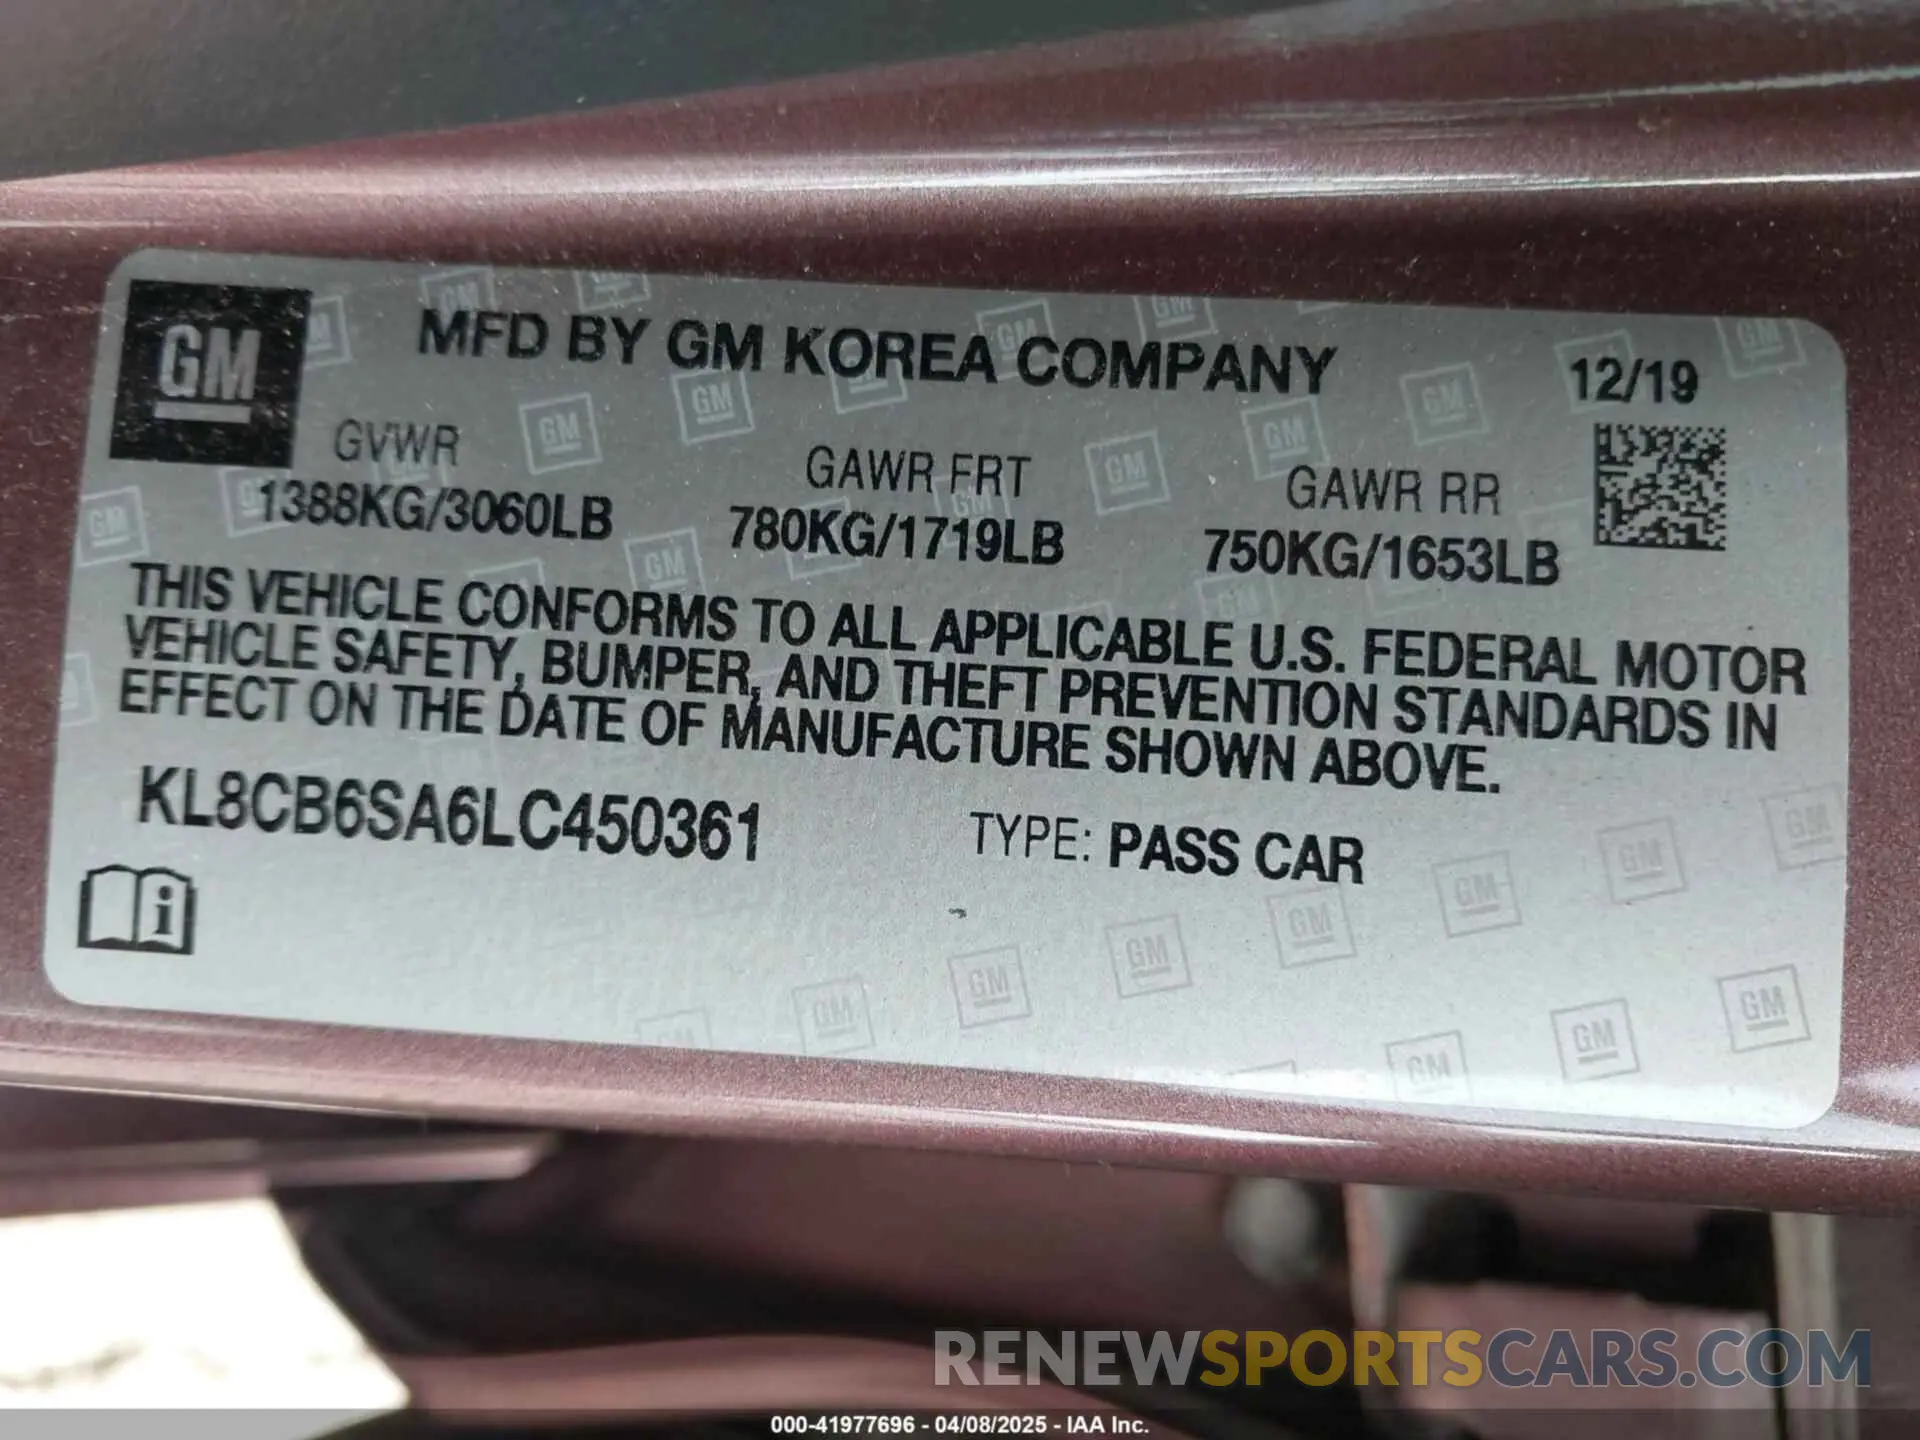 GM
MFD BY GM KOREA COMPANY
12/19
GVWR
1388KG/3060LB
GAWR FRT
780KG/1719LB
GAWR RR
750KG/1653LB
THIS VEHICLE CONFORMS TO ALL APPLICABLE U.S. FEDERAL MOTOR
VEHICLE SAFETY, BUMPER, AND THEFT PREVENTION STANDARDS IN
EFFECT ON THE DATE OF MANUFACTURE SHOWN ABOVE.
KL8CB6SA6LC450361
TYPE: PASS CAR
RENEWSPORTSCARS.COM
000-41977696 - 04/08/2025 - IAA Inc.